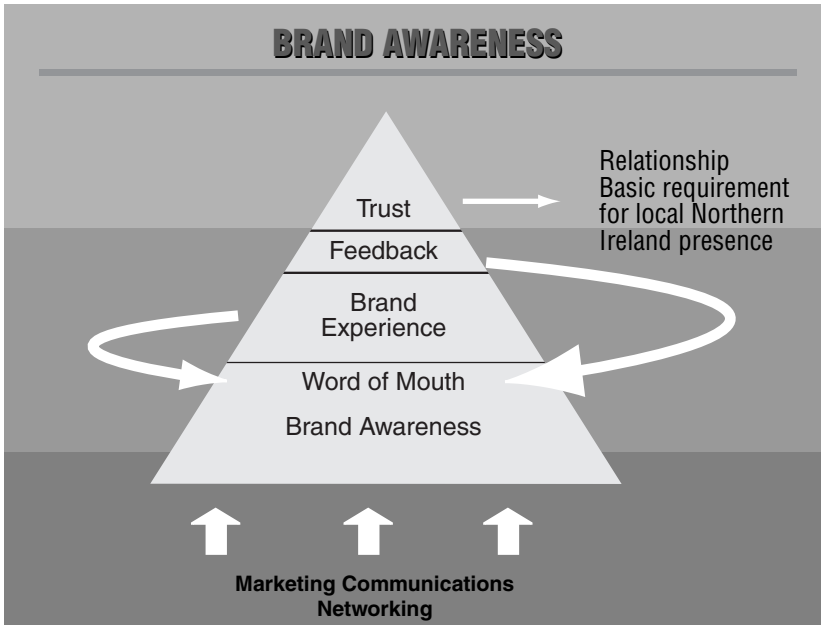 BRAND AWARENESS
Relationship
Basic requirement
for local Northern
Ireland presence
Trust
Feedback
Brand
Experience
Word of Mouth
Brand Awareness
Marketing Communications
Networking